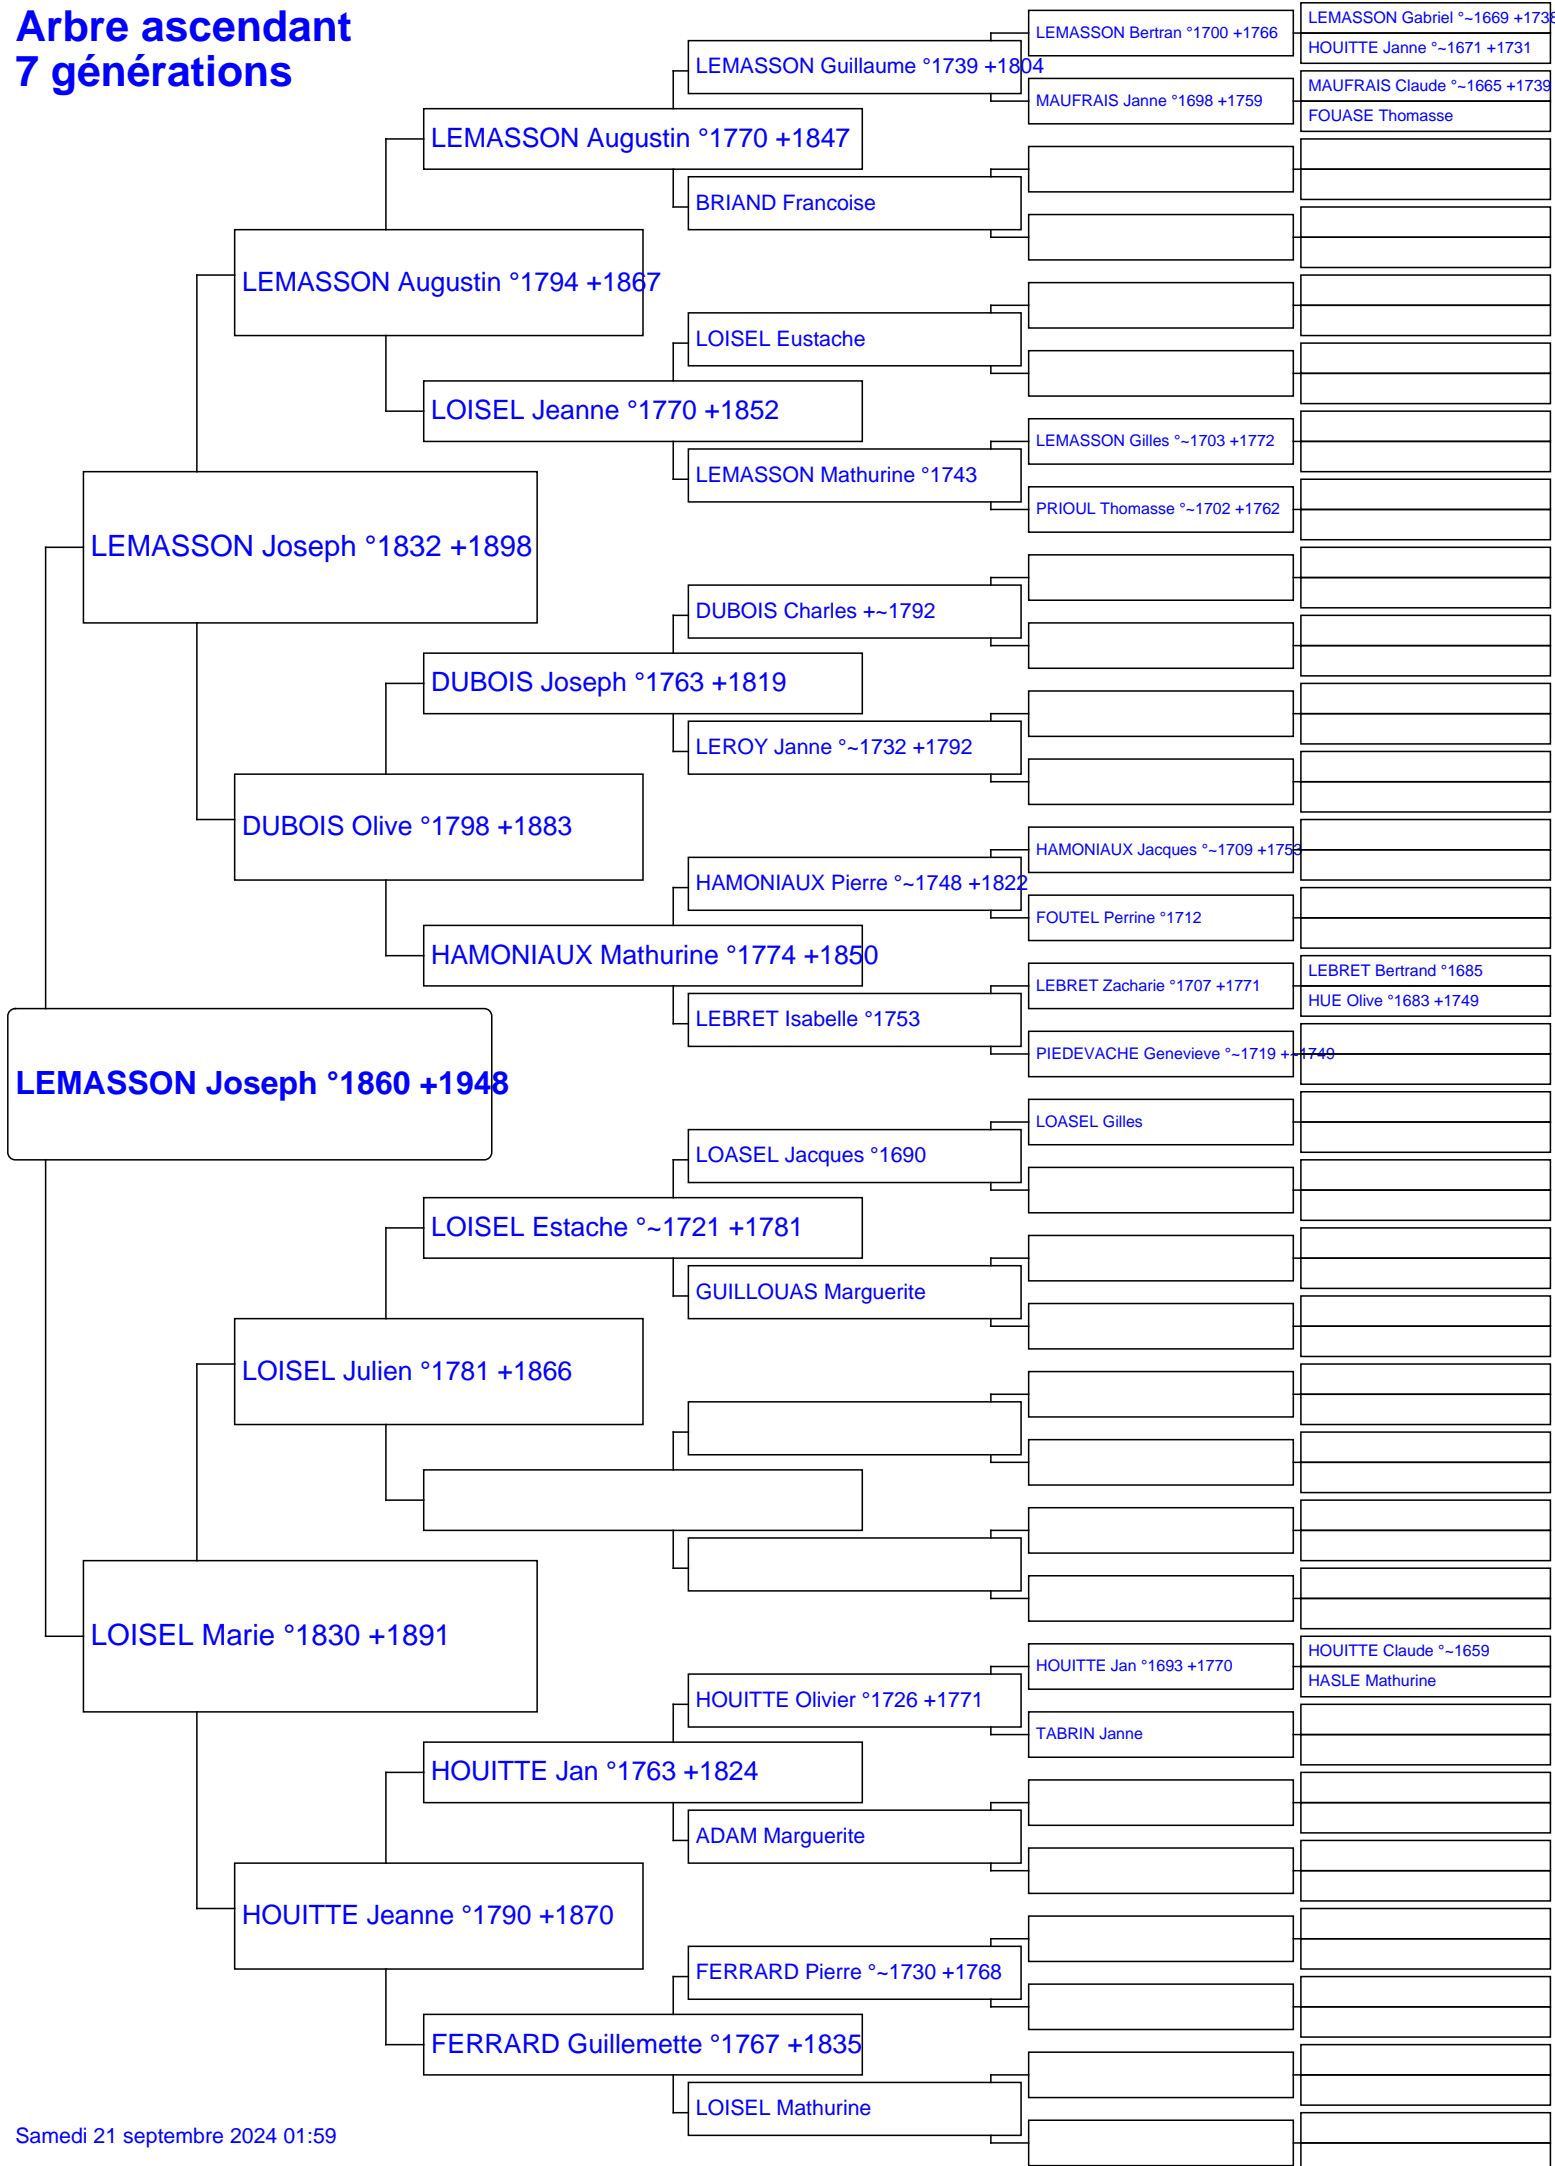 Arbre ascendant
7 générations
LEMASSON Joseph °1860 +1948
LEMASSON Joseph °1832 +1898
LOISEL Marie °1830 +1891
LEMASSON Augustin °1794 +1867
DUBOIS Olive °1798 +1883
LOISEL Julien °1781 +1866
HOUITTE Jeanne °1790 +1870
LEMASSON Augustin °1770 +1847
LOISEL Jeanne °1770 +1852
DUBOIS Joseph °1763 +1819
HAMONIAUX Mathurine °1774 +1850
LOISEL Estache °~1721 +1781
HOUITTE Jan °1763 +1824
FERRARD Guillemette °1767 +1835
LEMASSON Guillaume °1739 +1804
BRIAND Francoise
LOISEL Eustache
LEMASSON Mathurine °1743
DUBOIS Charles +~1792
LEROY Janne °~1732 +1792
HAMONIAUX Pierre °~1748 +1822
LEBRET Isabelle °1753
LOASEL Jacques °1690
GUILLOUAS Marguerite
HOUITTE Olivier °1726 +1771
ADAM Marguerite
FERRARD Pierre °~1730 +1768
LOISEL Mathurine
LEMASSON Bertran °1700 +1766
MAUFRAIS Janne °1698 +1759
LEMASSON Gilles °~1703 +1772
PRIOUL Thomasse °~1702 +1762
HAMONIAUX Jacques °~1709 +1753
FOUTEL Perrine °1712
LEBRET Zacharie °1707 +1771
PIEDEVACHE Genevieve °~1719 +~1749
LOASEL Gilles
HOUITTE Jan °1693 +1770
TABRIN Janne
LEMASSON Gabriel °~1669 +1738
HOUITTE Janne °~1671 +1731
MAUFRAIS Claude °~1665 +1739
FOUASE Thomasse
LEBRET Bertrand °1685
HUE Olive °1683 +1749
HOUITTE Claude °~1659
HASLE Mathurine
Samedi 21 septembre 2024 01:59